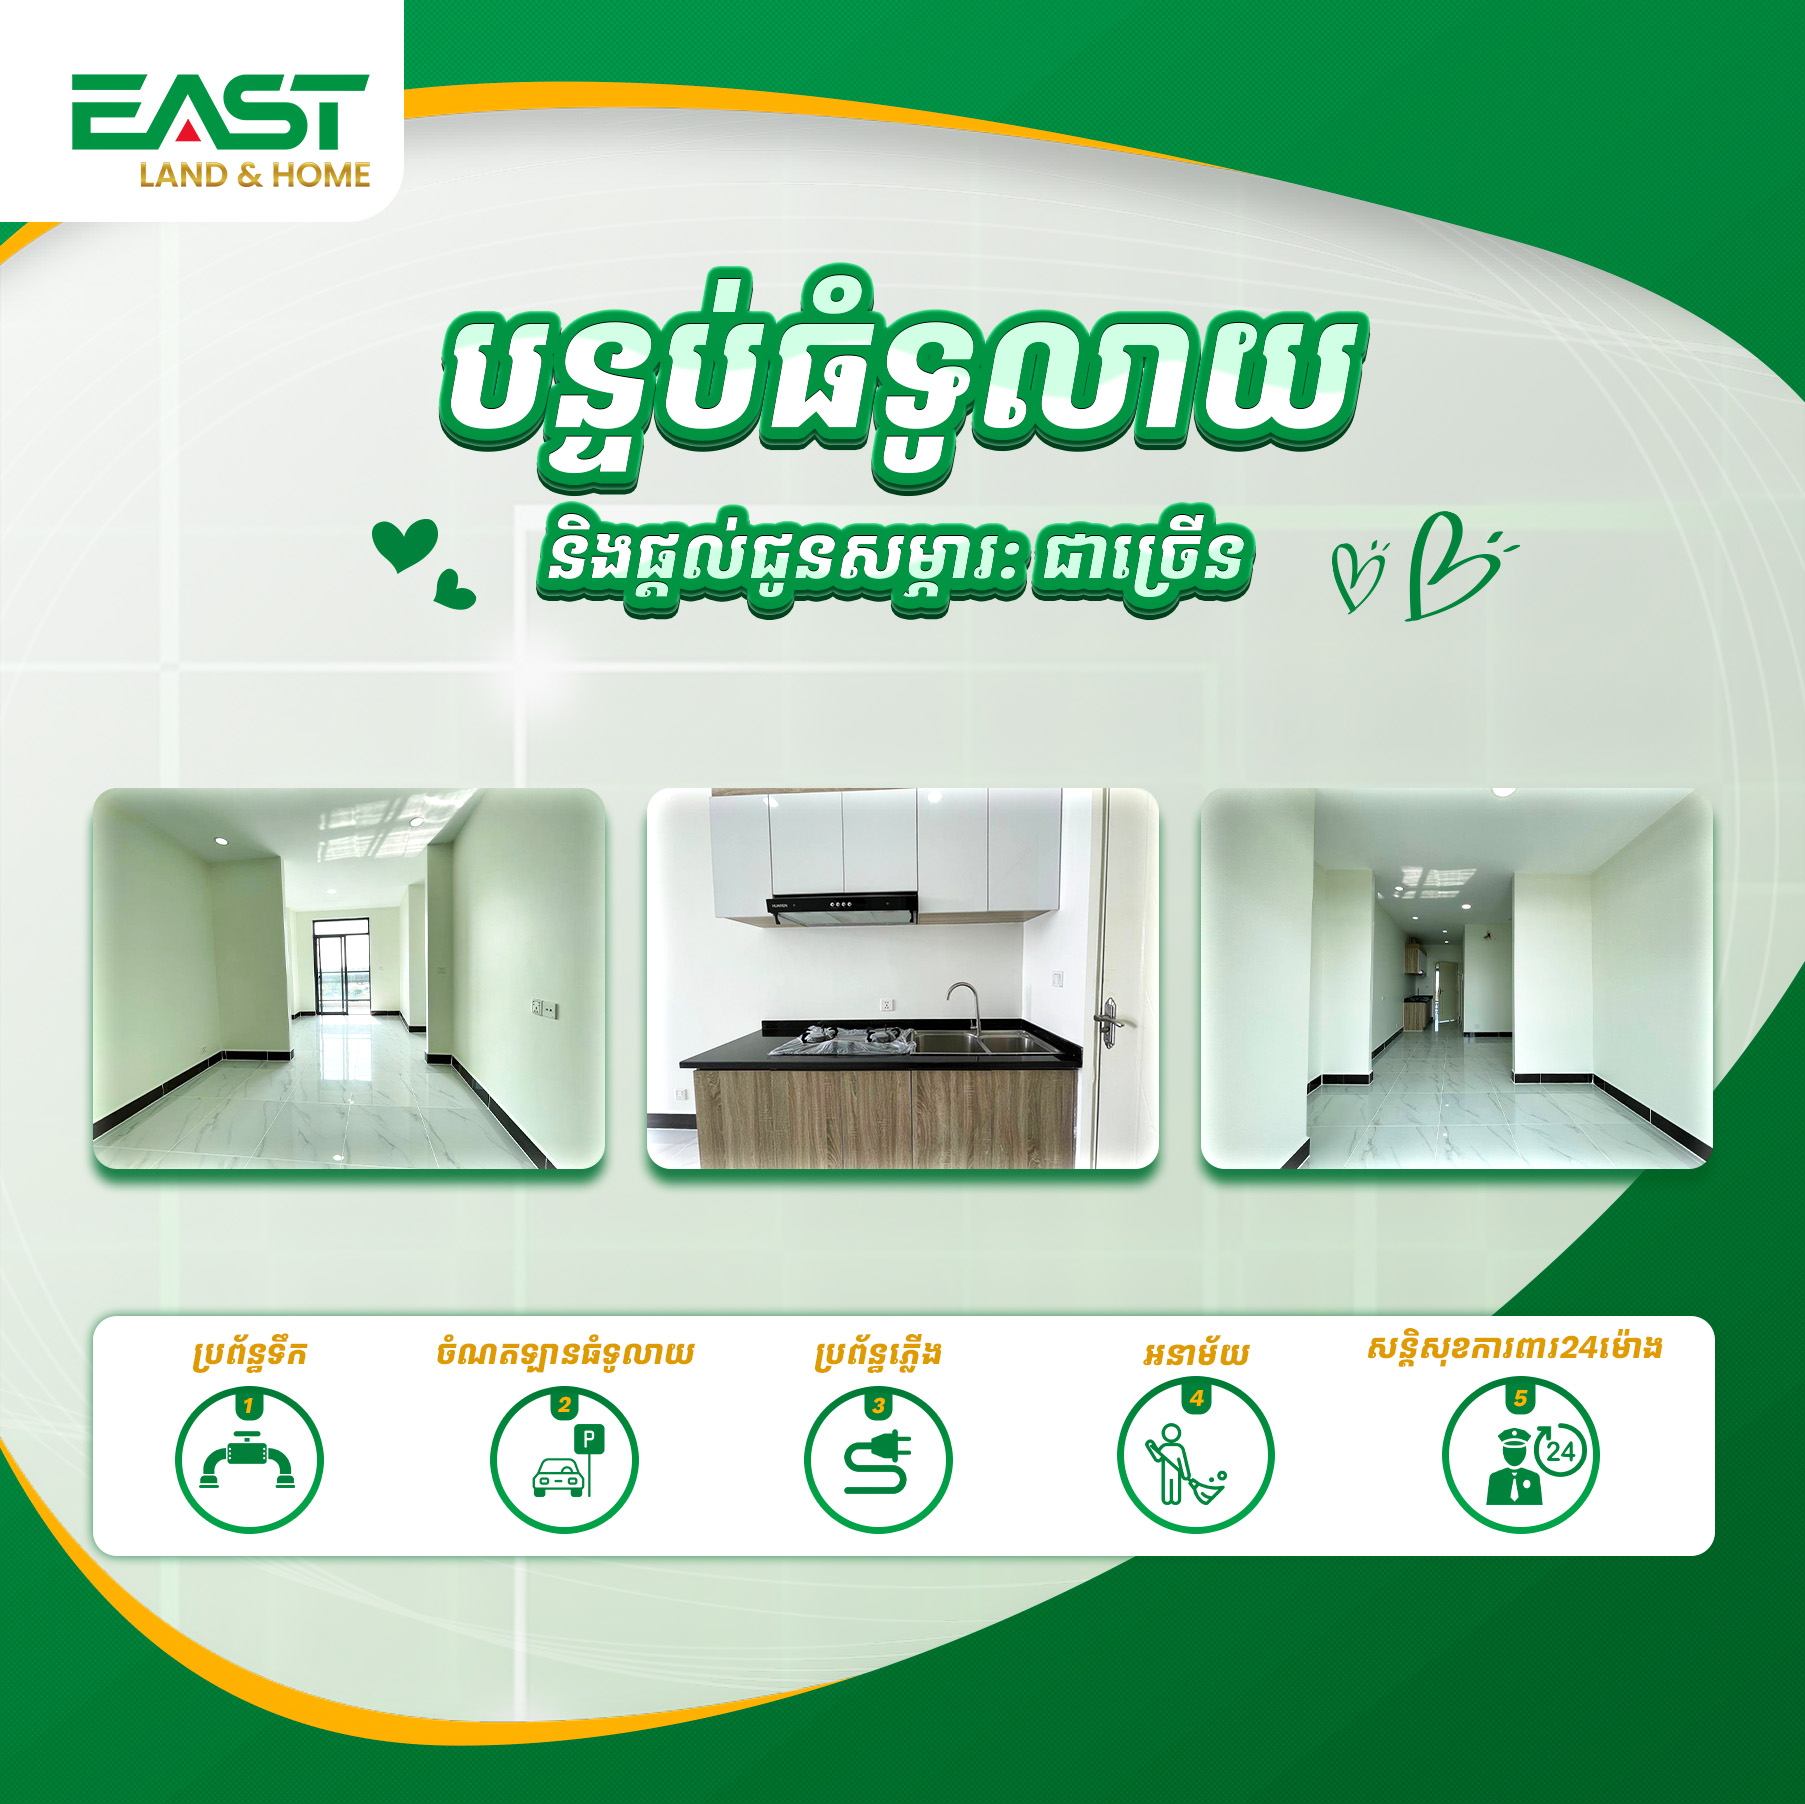 EAST
LAND & HOME
បន្ទប់ធំទូលាយ
និងផ្តល់ជូនសម្ភារៈ ជាច្រើន
ប្រព័ន្ធទឹក
1
ចំណតឡានធំទូលាយ
2
P
ប្រព័ន្ធភ្លើង
3
អនាម័យ
4
សន្តិសុខការពារ24ម៉ោង
5
24